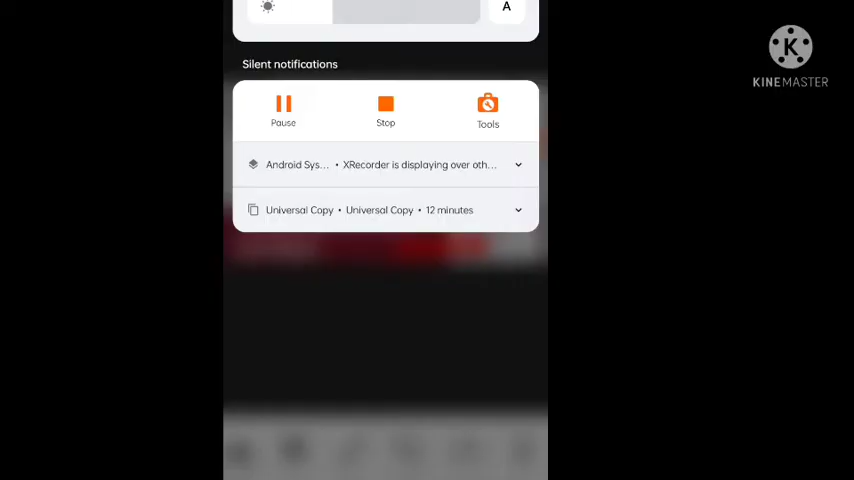 A
K
KINEMASTER
Silent notifications
Pause
Stop
Tools
Android Sys... • XRecorder is displaying over oth...
Universal Copy • Universal Copy • 12 minutes